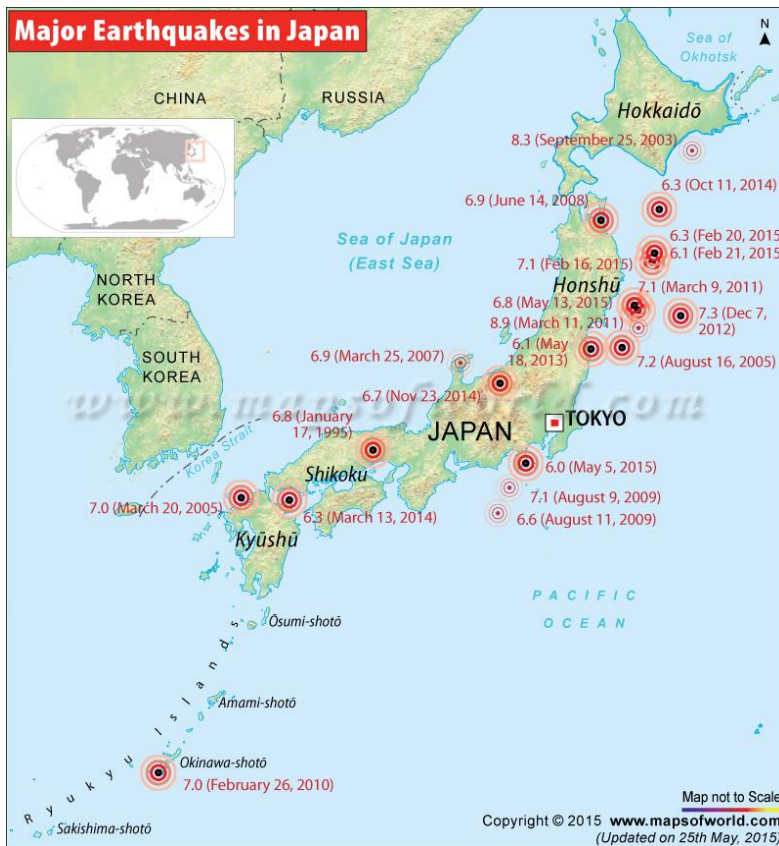 Major Earthquakes in Japan
N
Sea of
Okhotsk
CHINA
RUSSIA
Hokkaidō
8.3 (September 25, 2003)
6.3 (Oct 11, 2014)
6.9 (June 14, 2008)
Sea of Japan
(East Sea)
6.3 (Feb 20, 2015
6.1 (Feb 21, 2015
7.1 (Feb 16, 2015)
NORTH
KOREA
Honshū
7.1 (March 9, 2011)
6.8 (May 13, 2015)
7.3 (Dec 7,
2012)
8.9 (March 11, 2011)
SOUTH
KOREA
6.9 (March 25, 2007)
6.1 (May
18, 2013)
7.2 (August 16, 2005)
6.7 (Nov 23, 2014)
www.mapsofworld.com
6.8 (January
17, 1995)
JAPAN
TOKYO
Korea Strait
Shikoku
6.0 (May 5, 2015)
7.1 (August 9, 2009)
7.0 (March 20, 2005)
6.3 (March 13, 2014)
6.6 (August 11, 2009)
Kyūshū
PACIFIC
OCEAN
Ōsumi-shotō
Amami-shotō
Ryukyu Islands
Okinawa-shotō
7.0 (February 26, 2010)
Sakishima-shotō
Map not to Scale
Copyright © 2015 www.mapsofworld.com
(Updated on 25th May, 2015)